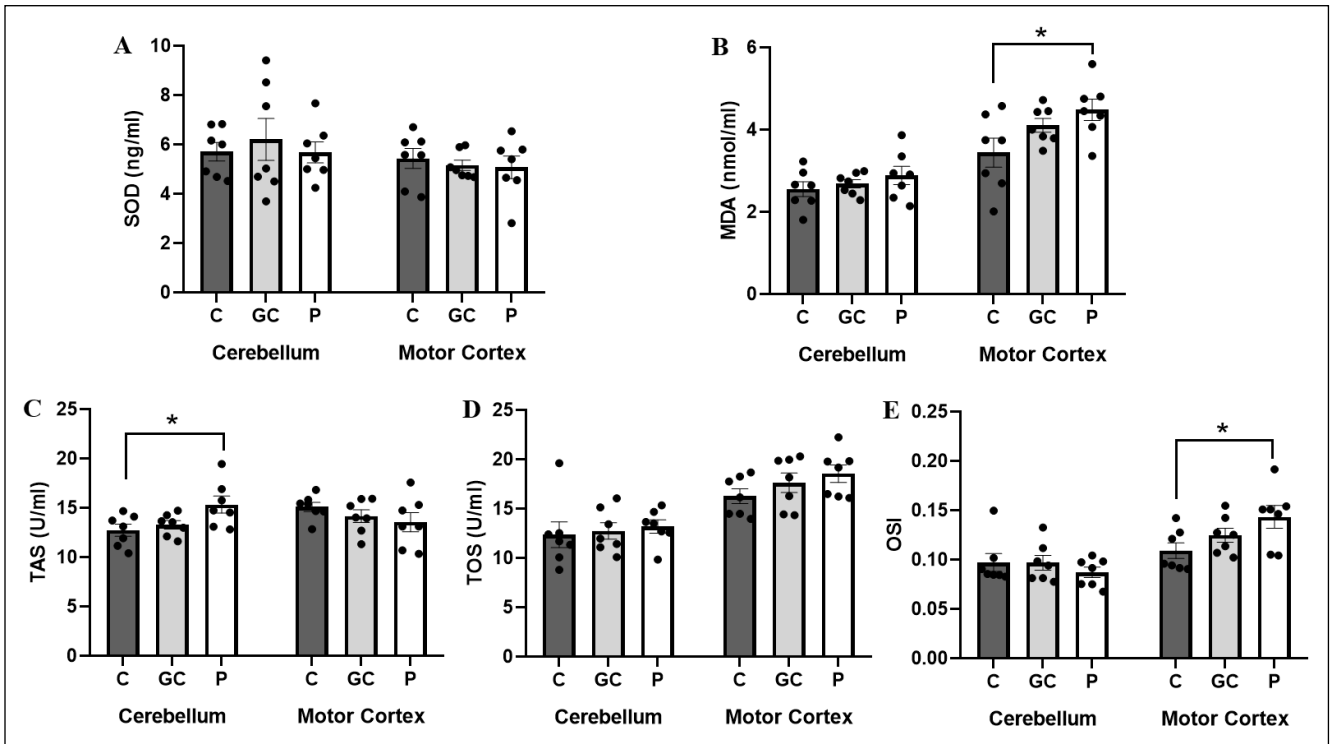 A
SOD (ng/ml)
10
8
6
4
2
0
C GC P C GC P
Cerebellum Motor Cortex
B
MDA (nmol/ml)
6
4
2
0
*
C GC P C GC P
Cerebellum Motor Cortex
C
TAS (U/ml)
25
20
15
10
5
0
*
C GC P C GC P
Cerebellum Motor Cortex
D
TOS (U/ml)
25
20
15
10
5
0
C GC P C GC P
Cerebellum Motor Cortex
E
OSI
0.25
0.20
0.15
0.10
0.05
0.00
*
C GC P C GC P
Cerebellum Motor Cortex